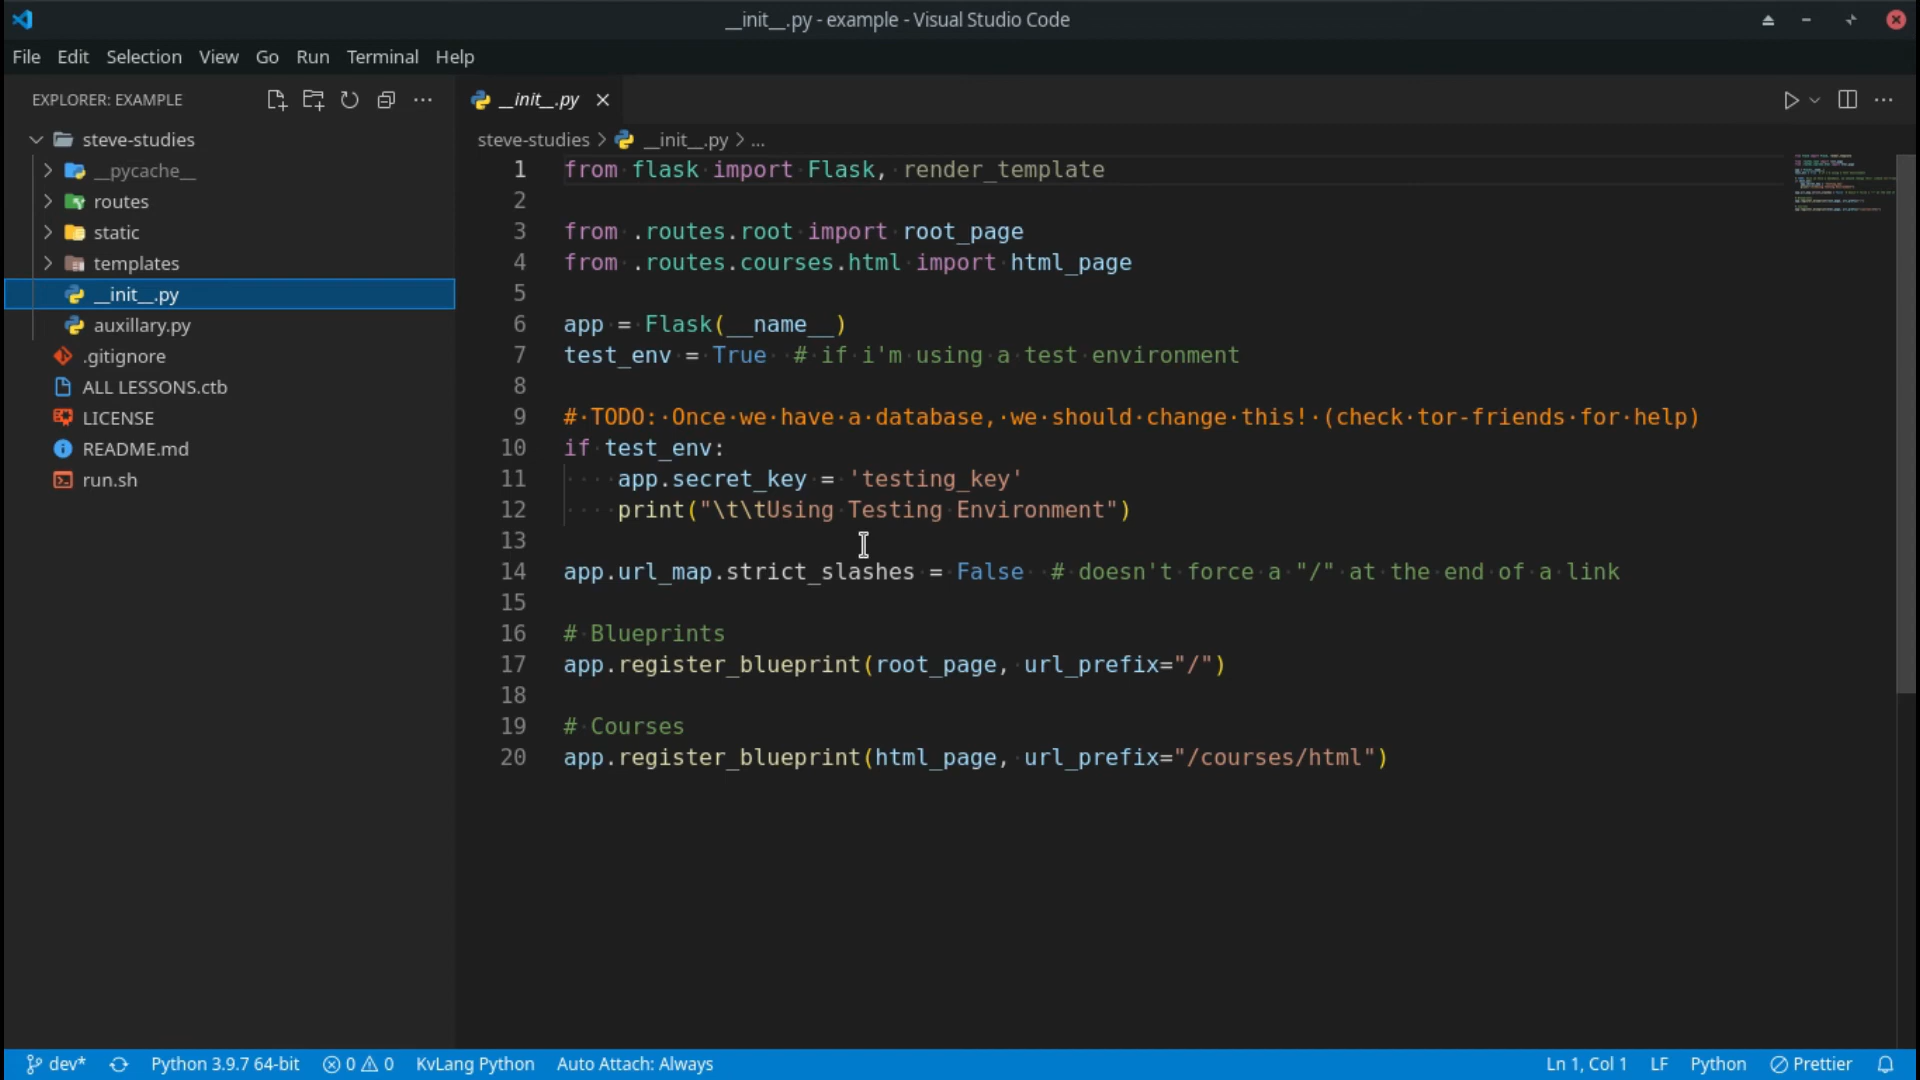 __init__.py - example - Visual Studio Code
File Edit Selection View Go Run Terminal Help
EXPLORER: EXAMPLE
steve-studies
__pycache__
routes
static
templates
__init__.py
auxillary.py
.gitignore
ALL LESSONS.ctb
LICENSE
README.md
run.sh
__init__.py
steve-studies > __init__.py > ...
1 from flask import Flask, render_template
2
3 from .routes.root import root_page
4 from .routes.courses.html import html_page
5
6 app = Flask(__name__)
7 test_env = True  # if i'm using a test environment
8
9 # TODO: Once we have a database, we should change this! (check tor-friends for help)
10 if test_env:
11     app.secret_key = 'testing_key'
12     print("\t\tUsing Testing Environment")
13
14 app.url_map.strict_slashes = False  # doesn't force a "/" at the end of a link
15
16 # Blueprints
17 app.register_blueprint(root_page, url_prefix="/")
18
19 # Courses
20 app.register_blueprint(html_page, url_prefix="/courses/html")
dev* Python 3.9.7 64-bit 0 0 KvLang Python Auto Attach: Always Ln 1, Col 1 LF Python Prettier